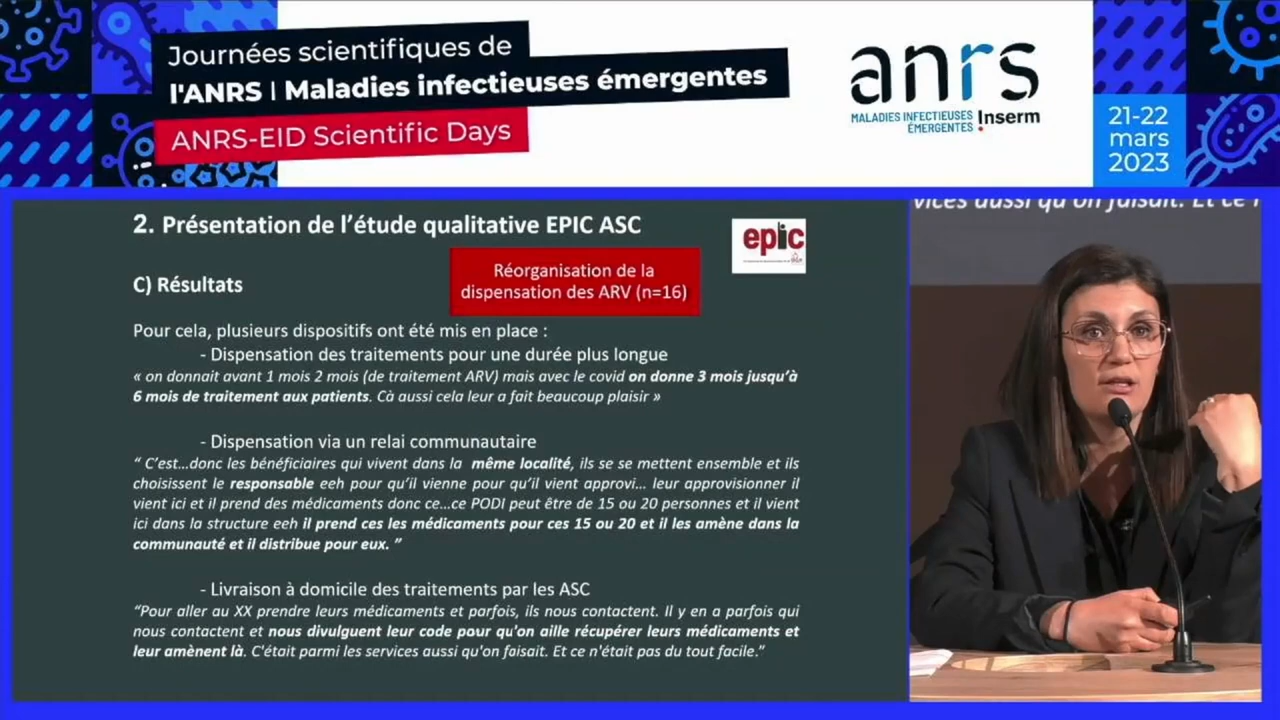 Journées scientifiques de
l'ANRS | Maladies infectieuses émergentes
ANRS-EID Scientific Days
anrs
MALADIES INFECTIEUSES
ÉMERGENTES
Inserm
21-22
mars
2023
2. Présentation de l'étude qualitative EPIC ASC
epic
Réorganisation de la
dispensation des ARV (n=16)
C) Résultats
Pour cela, plusieurs dispositifs ont été mis en place :
- Dispensation des traitements pour une durée plus longue
« on donnait avant 1 mois 2 mois (de traitement ARV) mais avec le covid on donne 3 mois jusqu'à
6 mois de traitement aux patients. Cà aussi cela leur a fait beaucoup plaisir »
- Dispensation via un relai communautaire
“ C'est…donc les bénéficiaires qui vivent dans la même localité, ils se se mettent ensemble et ils
choisissent le responsable eeh pour qu'il vienne pour qu'il vient approvi… leur approvisionner il
vient ici et il prend des médicaments donc ce…ce PODI peut être de 15 ou 20 personnes et il vient
ici dans la structure eeh il prend ces les médicaments pour ces 15 ou 20 et il les amène dans la
communauté et il distribue pour eux. ”
- Livraison à domicile des traitements par les ASC
“Pour aller au XX prendre leurs médicaments et parfois, ils nous contactent. Il y en a parfois qui
nous contactent et nous divulguent leur code pour qu'on aille récupérer leurs médicaments et
leur amènent là. C'était parmi les services aussi qu'on faisait. Et ce n'était pas du tout facile.”
vices aussi qu'on faisait. Et ce